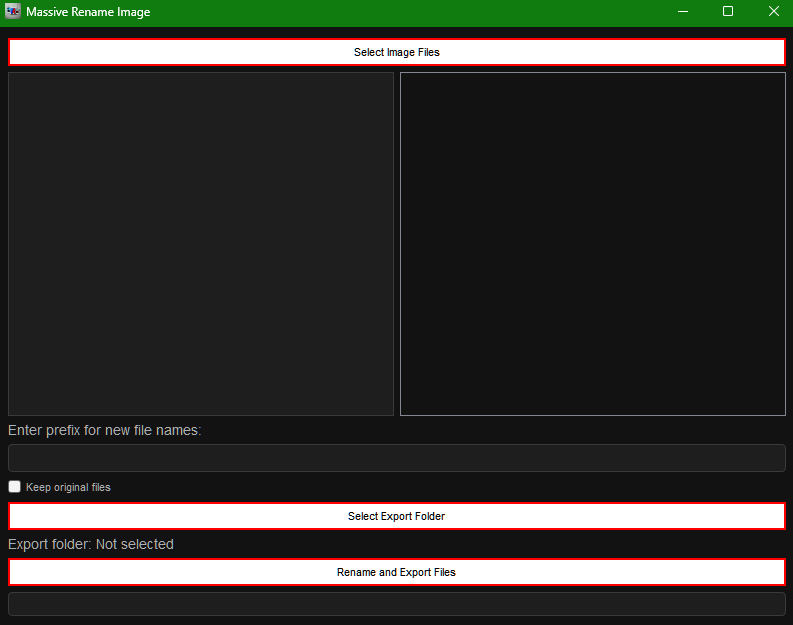 Massive Rename Image
Select Image Files
Enter prefix for new file names:
Keep original files
Select Export Folder
Export folder: Not selected
Rename and Export Files